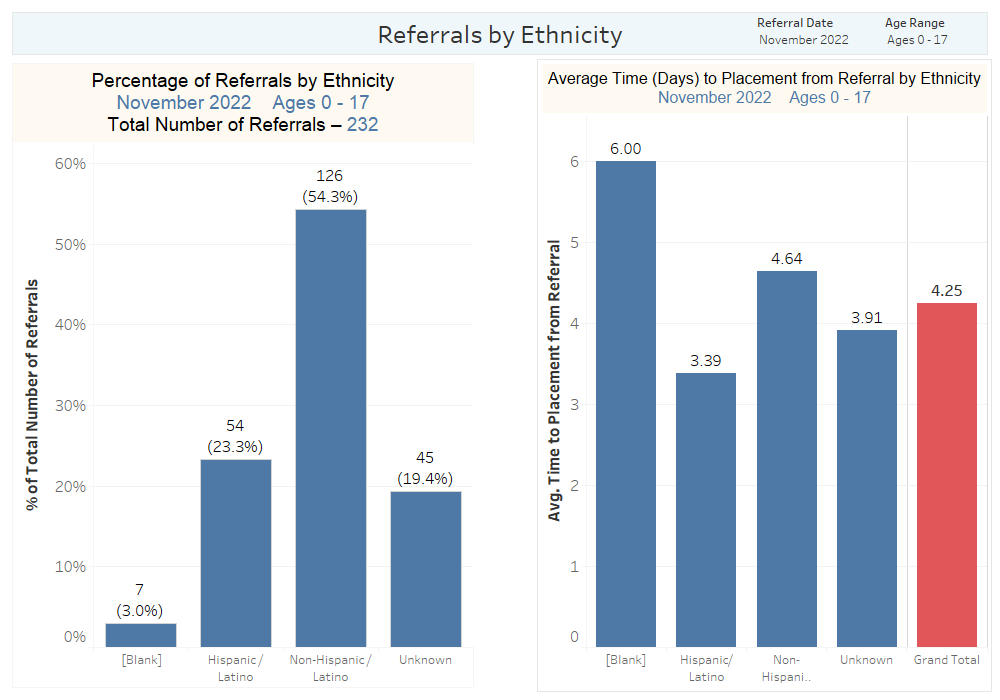 Referrals by Ethnicity
Referral Date
November 2022
Age Range
Ages 0 - 17
Percentage of Referrals by Ethnicity
November 2022 Ages 0 - 17
Total Number of Referrals – 232
% of Total Number of Referrals
60%
50%
40%
30%
20%
10%
0%
7
(3.0%)
54
(23.3%)
126
(54.3%)
45
(19.4%)
[Blank]
Hispanic/
Latino
Non-Hispanic/
Latino
Unknown
Average Time (Days) to Placement from Referral by Ethnicity
November 2022 Ages 0 - 17
Avg. Time to Placement from Referral
6
5
4
3
2
1
0
6.00
3.39
4.64
3.91
4.25
[Blank]
Hispanic/
Latino
Non-
Hispani..
Unknown
Grand Total